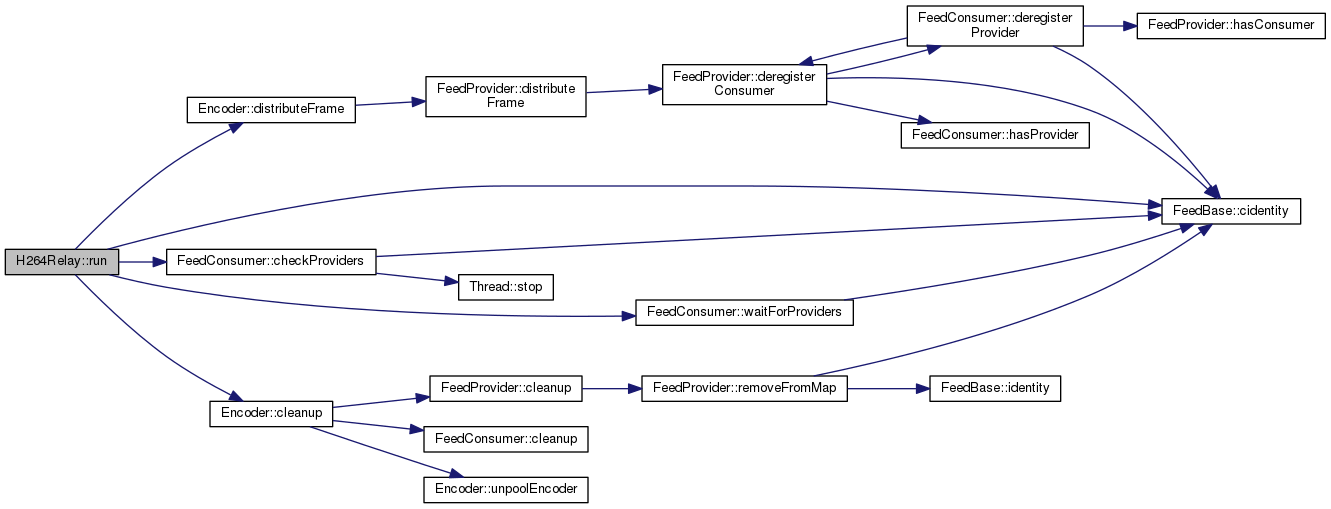 FeedConsumer::deregister
Provider
FeedProvider::hasConsumer
FeedProvider::deregister
Consumer
FeedProvider::distribute
Frame
Encoder::distributeFrame
FeedConsumer::hasProvider
FeedBase::cidentity
H264Relay::run
FeedConsumer::checkProviders
Thread::stop
FeedConsumer::waitForProviders
FeedProvider::cleanup
FeedProvider::removeFromMap
FeedBase::identity
Encoder::cleanup
FeedConsumer::cleanup
Encoder::unpoolEncoder